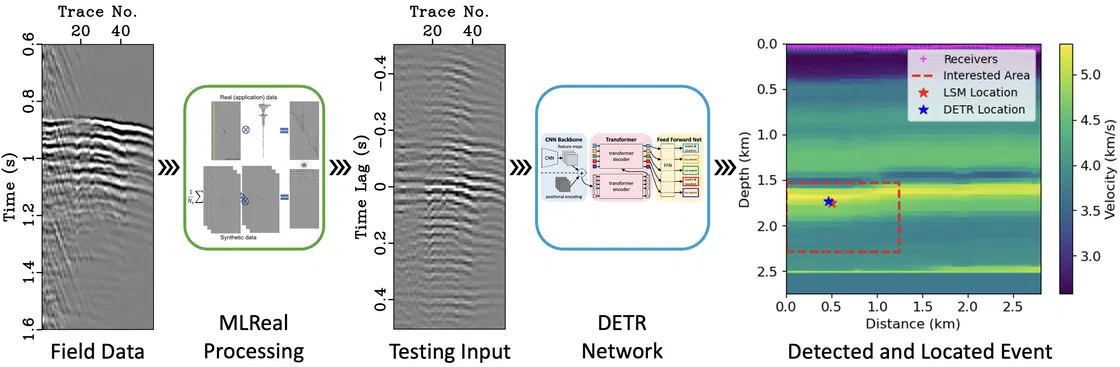 Trace No.
20 40
0.6
0.8
1
1.2
1.4
1.6
Time (s)
Field Data
Real (application) data
Synthetic data
MLReal
Processing
Trace No.
20 40
−0.4
−0.2
0
0.2
0.4
Time Lag (s)
Testing Input
CNN Backbone
feature maps
CNN
positional encoding
Transformer
transformer
decoder
transformer
encoder
Feed Forward Net
FFN
DETR
Network
Receivers
Interested Area
LSM Location
DETR Location
0.0
0.5
1.0
1.5
2.0
2.5
Depth (km)
0.0 0.5 1.0 1.5 2.0 2.5
Distance (km)
5.0
4.5
4.0
3.5
3.0
Velocity (km/s)
Detected and Located Event